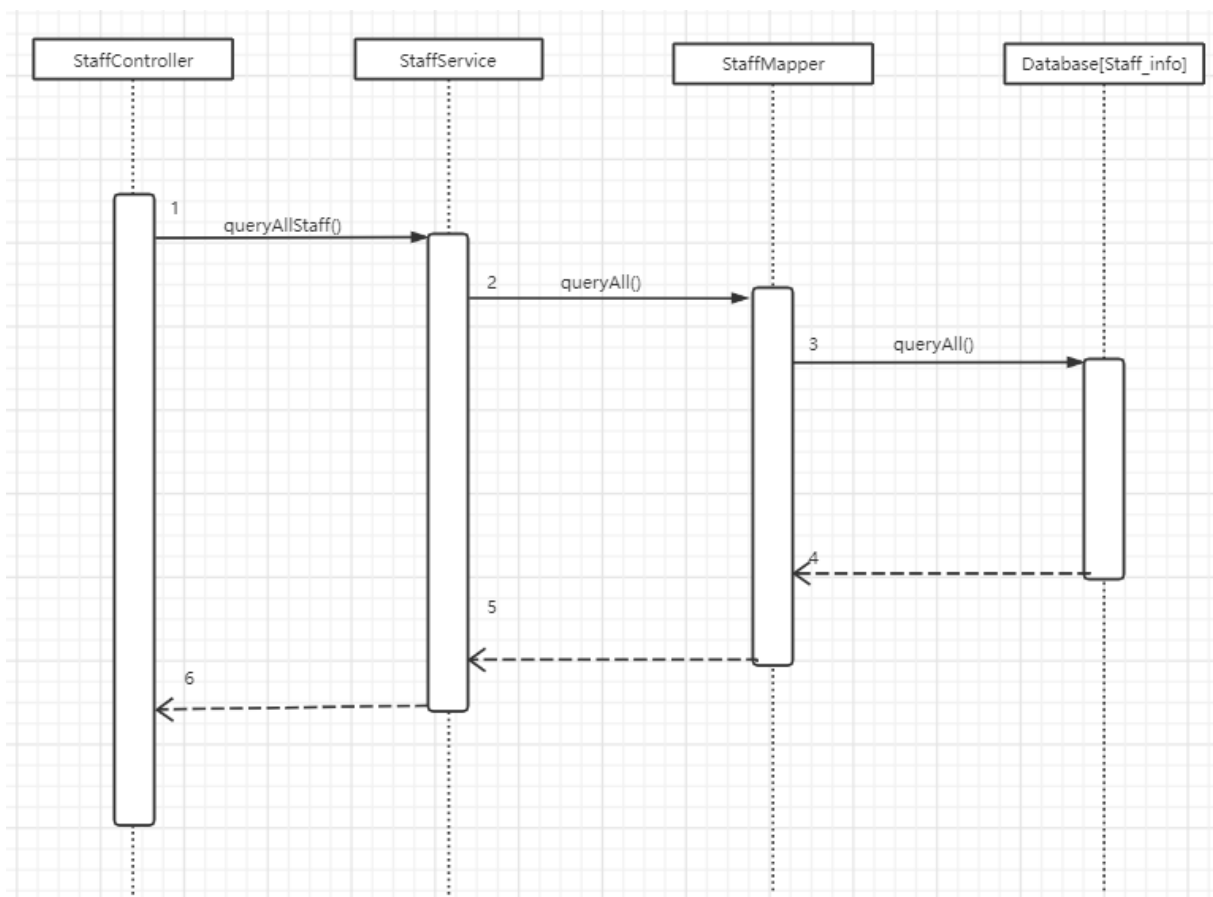 StaffController
StaffService
StaffMapper
Database[Staff_info]
1
queryAllStaff()
2
queryAll()
3
queryAll()
4
5
6